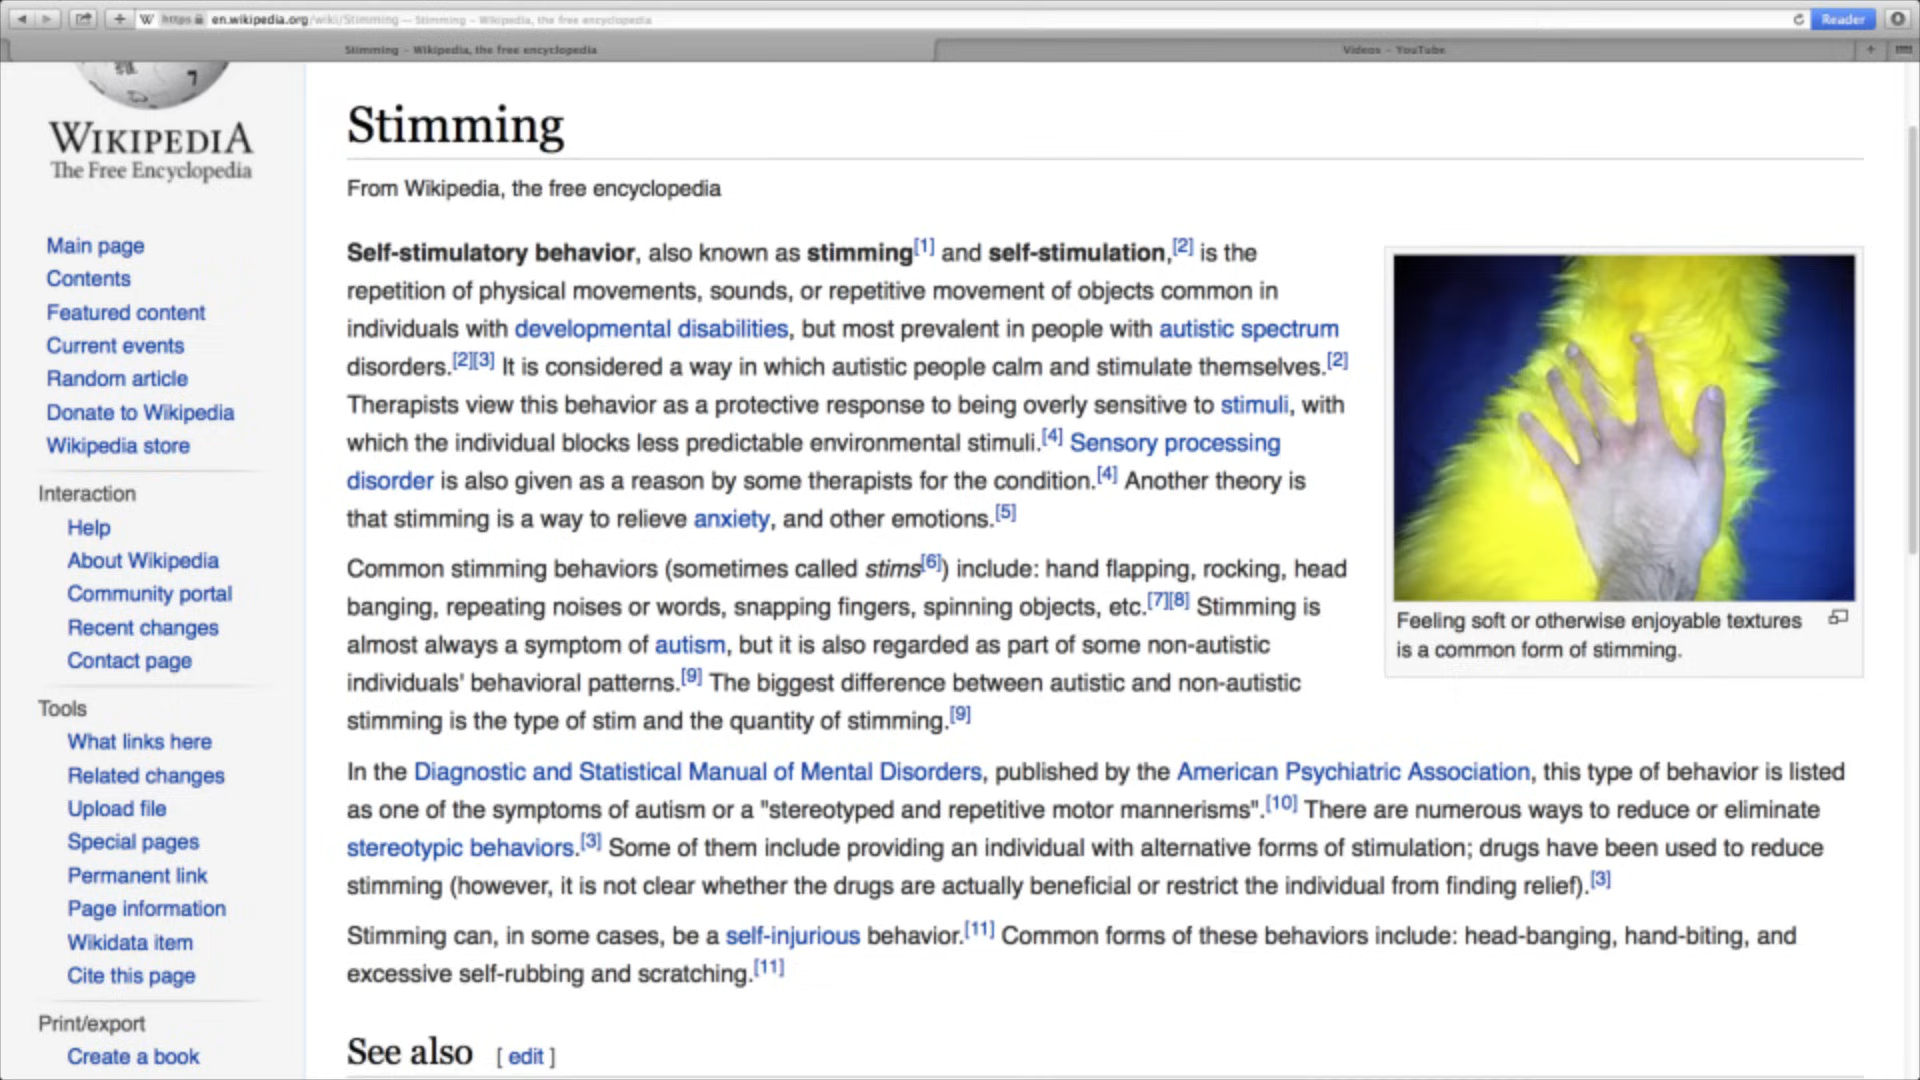 https en.wikipedia.org/wiki/Stimming — Stimming – Wikipedia, the free encyclopedia
Reader
Stimming – Wikipedia, the free encyclopedia
Videos – YouTube
WIKIPEDIA
The Free Encyclopedia
Main page
Contents
Featured content
Current events
Random article
Donate to Wikipedia
Wikipedia store
Interaction
Help
About Wikipedia
Community portal
Recent changes
Contact page
Tools
What links here
Related changes
Upload file
Special pages
Permanent link
Page information
Wikidata item
Cite this page
Print/export
Create a book
Stimming
From Wikipedia, the free encyclopedia
Self-stimulatory behavior, also known as stimming[1] and self-stimulation,[2] is the
repetition of physical movements, sounds, or repetitive movement of objects common in
individuals with developmental disabilities, but most prevalent in people with autistic spectrum
disorders.[2][3] It is considered a way in which autistic people calm and stimulate themselves.[2]
Therapists view this behavior as a protective response to being overly sensitive to stimuli, with
which the individual blocks less predictable environmental stimuli.[4] Sensory processing
disorder is also given as a reason by some therapists for the condition.[4] Another theory is
that stimming is a way to relieve anxiety, and other emotions.[5]
Common stimming behaviors (sometimes called stims[6]) include: hand flapping, rocking, head
banging, repeating noises or words, snapping fingers, spinning objects, etc.[7][8] Stimming is
almost always a symptom of autism, but it is also regarded as part of some non-autistic
individuals' behavioral patterns.[9] The biggest difference between autistic and non-autistic
stimming is the type of stim and the quantity of stimming.[9]
Feeling soft or otherwise enjoyable textures
is a common form of stimming.
In the Diagnostic and Statistical Manual of Mental Disorders, published by the American Psychiatric Association, this type of behavior is listed
as one of the symptoms of autism or a "stereotyped and repetitive motor mannerisms".[10] There are numerous ways to reduce or eliminate
stereotypic behaviors.[3] Some of them include providing an individual with alternative forms of stimulation; drugs have been used to reduce
stimming (however, it is not clear whether the drugs are actually beneficial or restrict the individual from finding relief).[3]
Stimming can, in some cases, be a self-injurious behavior.[11] Common forms of these behaviors include: head-banging, hand-biting, and
excessive self-rubbing and scratching.[11]
See also [ edit ]